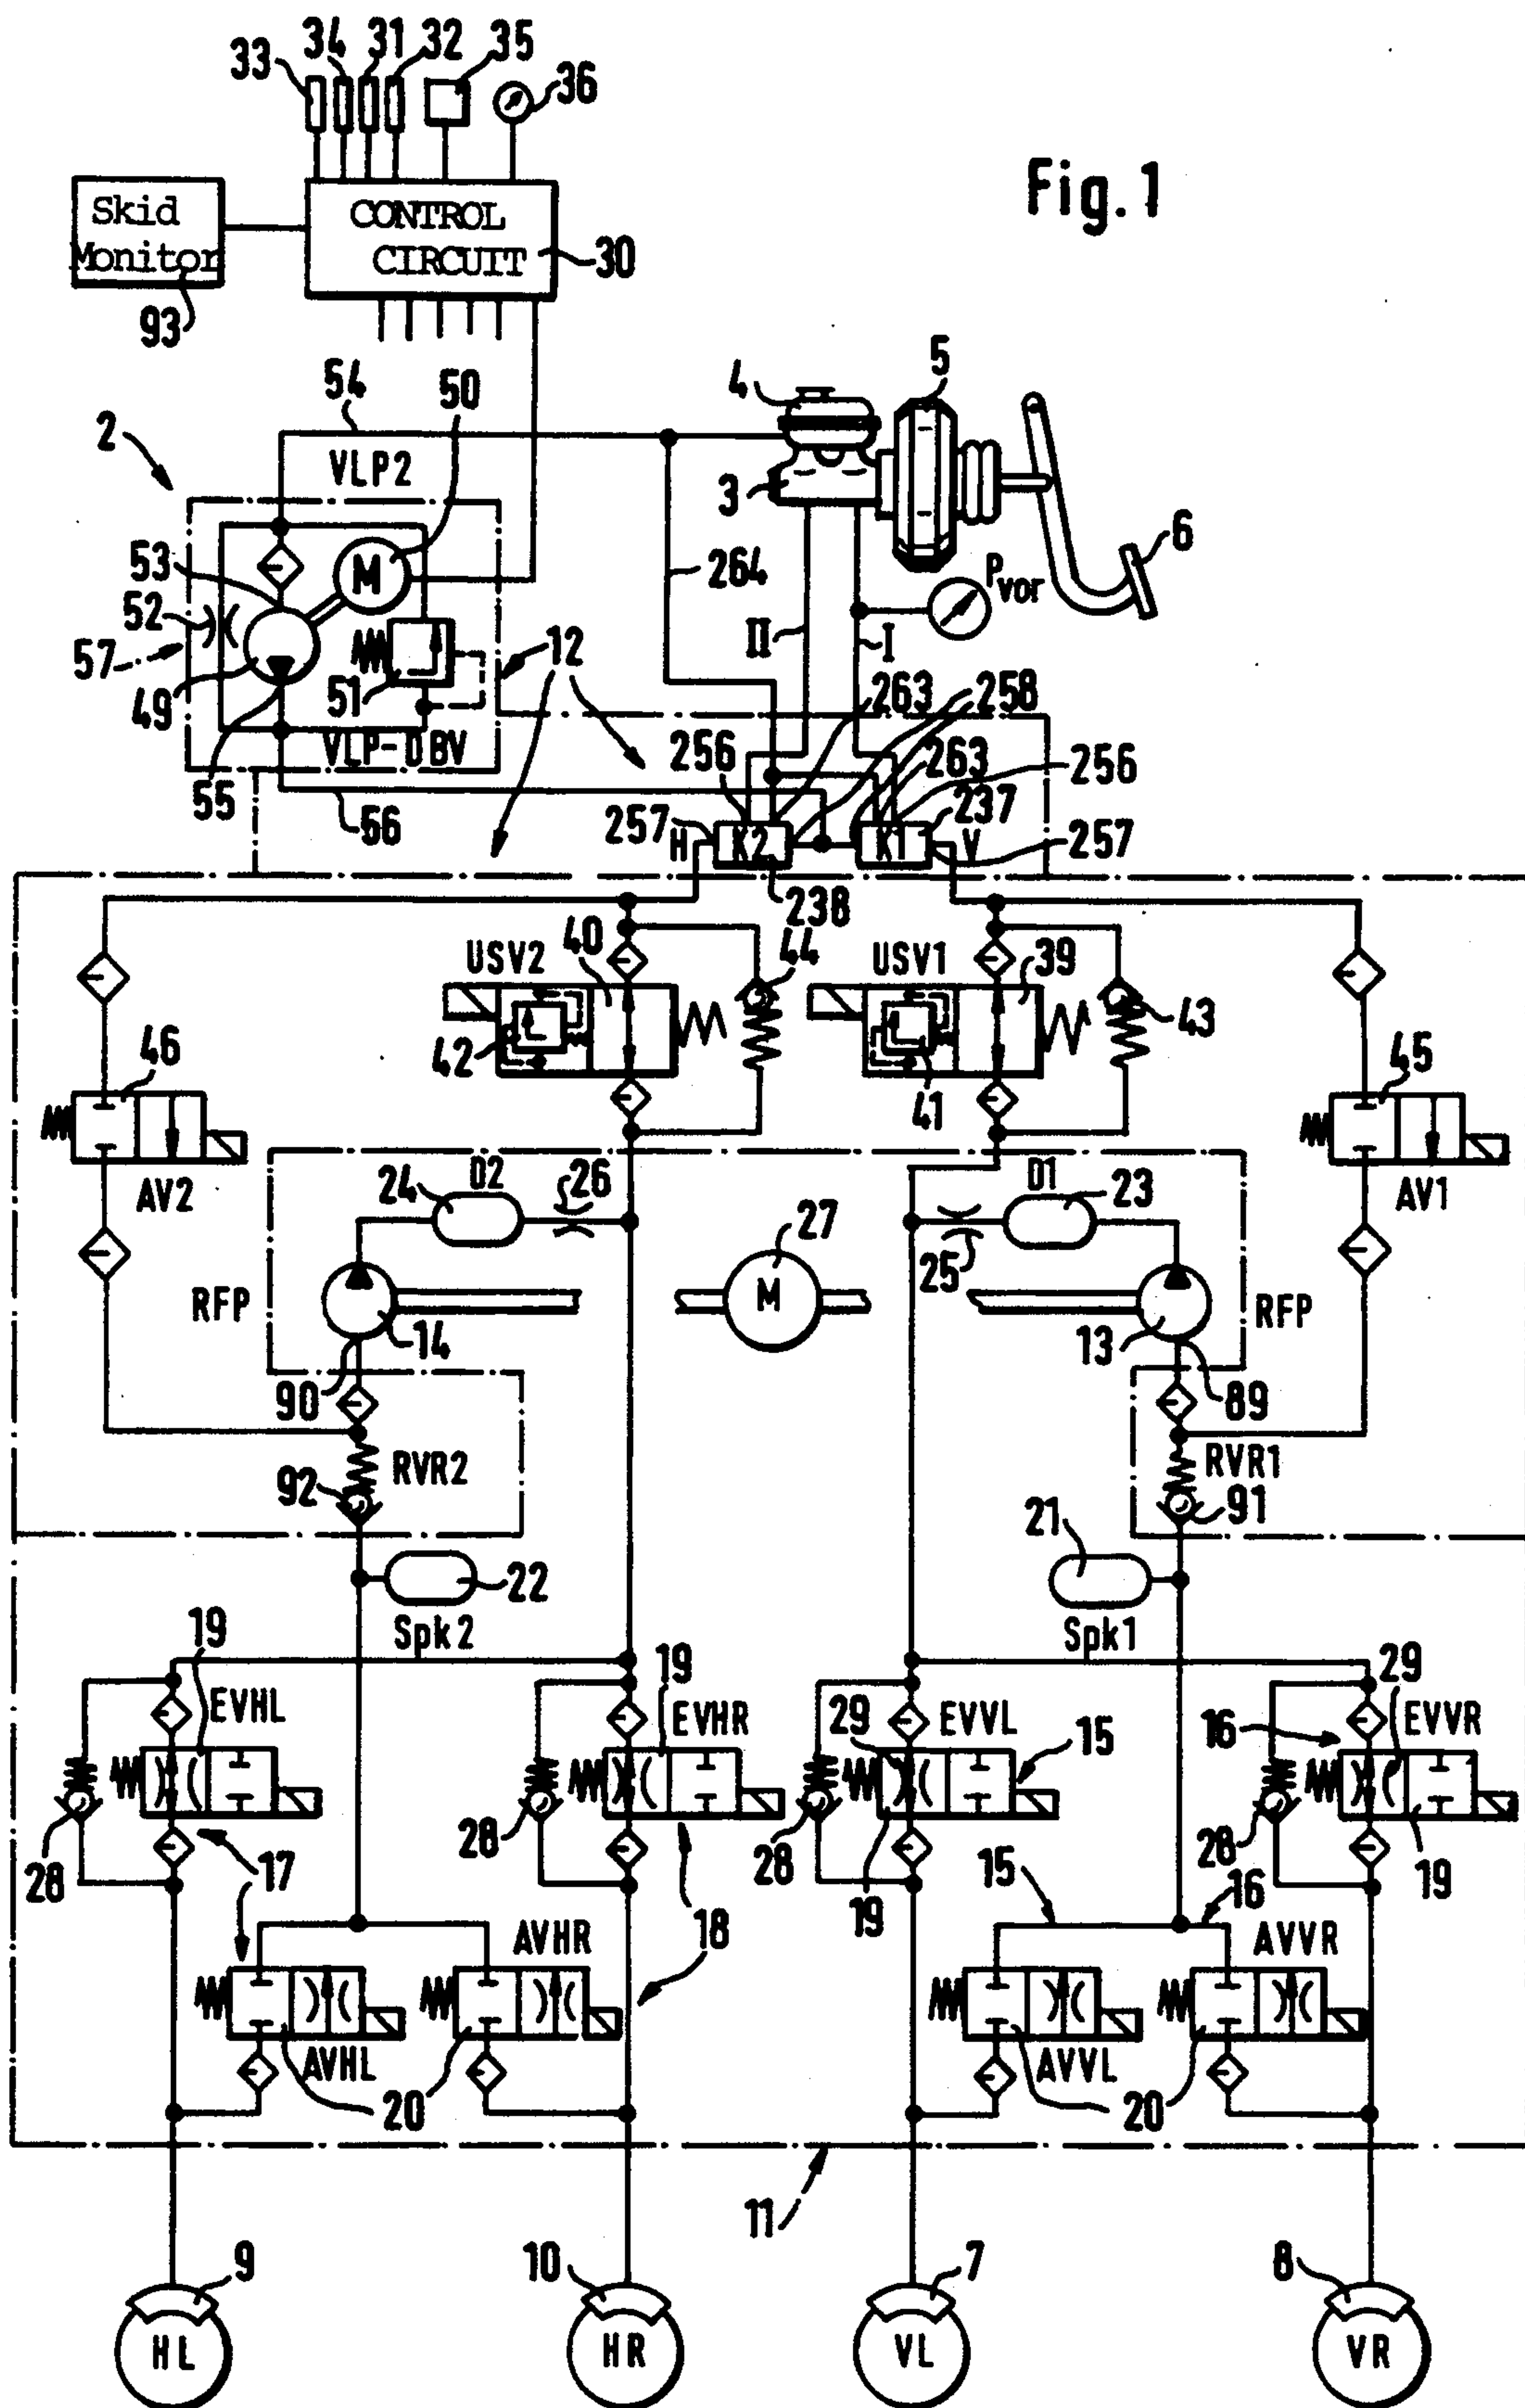 33 34 31 32 35 36
Fig. 1
Skid
Monitor
93
CONTROL
CIRCUIT
30
54 50 4 5
2
VLP2
3
6
53 M
264
P vor
52
II I
57
12
49 51
263 258
VLP-DBV
256 263 256
55
237
56
257 H K2 K1 V 257
238
40 44
USV2 USV1 39
43
42
46 41 45
24 D2 26 D1 23
AV2 27 AV1
25
M
RFP RFP
14 13
90 89
RVR2 RVR1
92 91
21
22
Spk2 Spk1
19 19 29
EVHL EVHR 29 EVVL 15 16 EVVR
28 28 28 28
17 15 19 16 19
AVHR 18 AVVR
AVHL 20 AVVL 20
11
9 10 7 8
HL HR VL VR